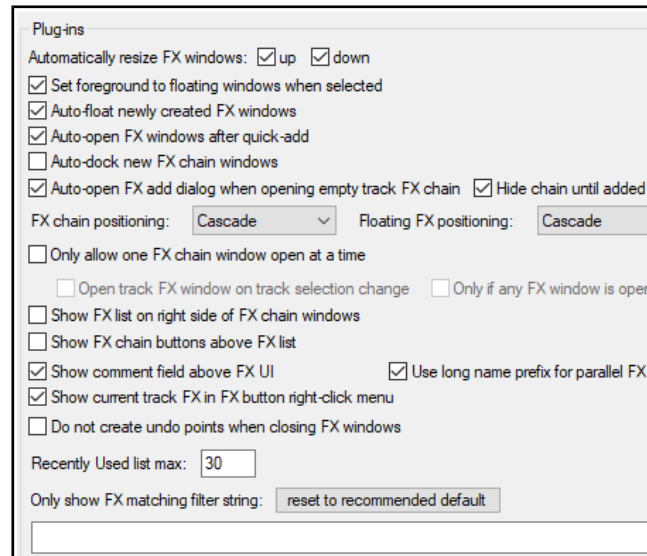 Plug-ins
Automatically resize FX windows: up down
Set foreground to floating windows when selected
Auto-float newly created FX windows
Auto-open FX windows after quick-add
Auto-dock new FX chain windows
Auto-open FX add dialog when opening empty track FX chain Hide chain until added
FX chain positioning: Cascade Floating FX positioning: Cascade
Only allow one FX chain window open at a time
Open track FX window on track selection change Only if any FX window is open
Show FX list on right side of FX chain windows
Show FX chain buttons above FX list
Show comment field above FX UI Use long name prefix for parallel FX
Show current track FX in FX button right-click menu
Do not create undo points when closing FX windows
Recently Used list max: 30
Only show FX matching filter string: reset to recommended default